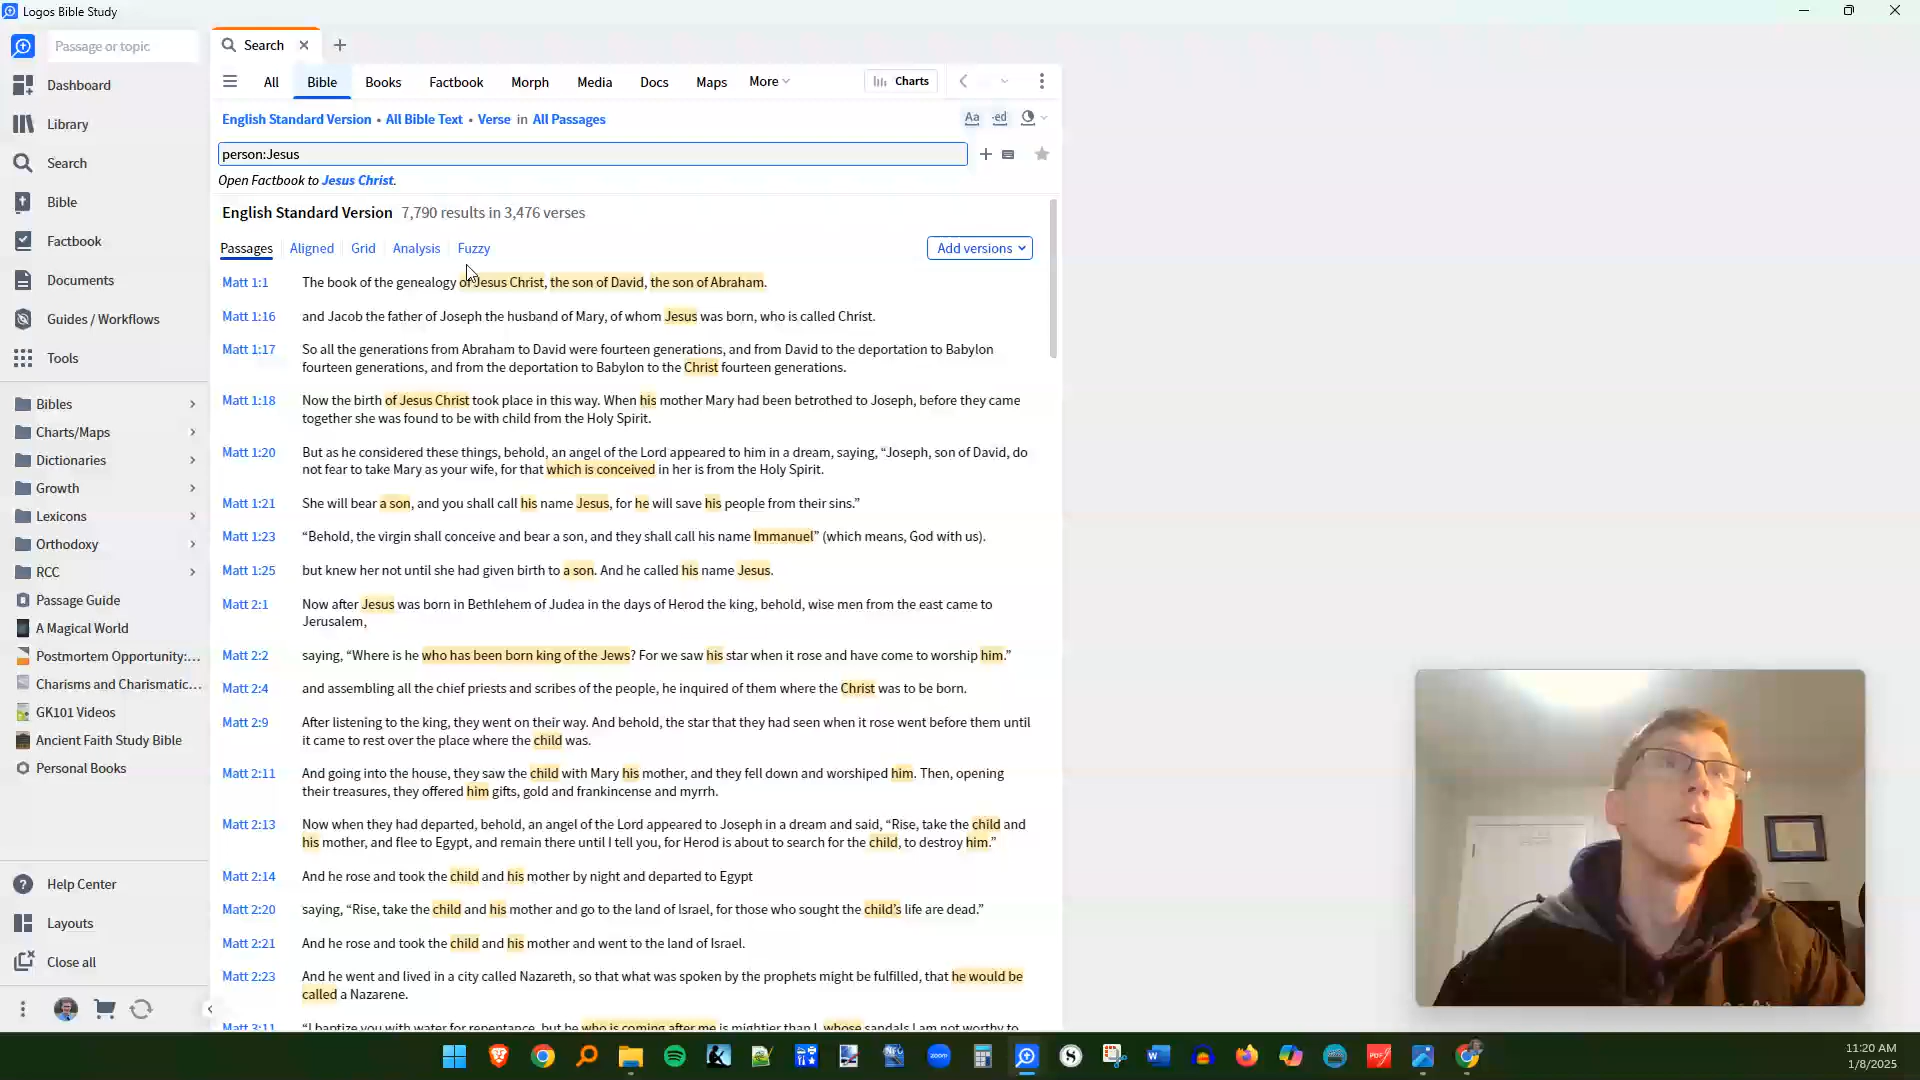 Logos Bible Study
Passage or topic
Dashboard
Library
Search
Bible
Factbook
Documents
Guides / Workflows
Tools
Bibles
Charts/Maps
Dictionaries
Growth
Lexicons
Orthodoxy
RCC
Passage Guide
A Magical World
Postmortem Opportunity:...
Charisms and Charismatic...
GK101 Videos
Ancient Faith Study Bible
Personal Books
Help Center
Layouts
Close all
Search
All Bible Books Factbook Morph Media Docs Maps More Charts
English Standard Version • All Bible Text • Verse in All Passages
Aa ·ed
person:Jesus
Open Factbook to Jesus Christ.
English Standard Version 7,790 results in 3,476 verses
Passages Aligned Grid Analysis Fuzzy Add versions
Matt 1:1 The book of the genealogy of Jesus Christ, the son of David, the son of Abraham.
Matt 1:16 and Jacob the father of Joseph the husband of Mary, of whom Jesus was born, who is called Christ.
Matt 1:17 So all the generations from Abraham to David were fourteen generations, and from David to the deportation to Babylon
fourteen generations, and from the deportation to Babylon to the Christ fourteen generations.
Matt 1:18 Now the birth of Jesus Christ took place in this way. When his mother Mary had been betrothed to Joseph, before they came
together she was found to be with child from the Holy Spirit.
Matt 1:20 But as he considered these things, behold, an angel of the Lord appeared to him in a dream, saying, “Joseph, son of David, do
not fear to take Mary as your wife, for that which is conceived in her is from the Holy Spirit.
Matt 1:21 She will bear a son, and you shall call his name Jesus, for he will save his people from their sins.”
Matt 1:23 “Behold, the virgin shall conceive and bear a son, and they shall call his name Immanuel” (which means, God with us).
Matt 1:25 but knew her not until she had given birth to a son. And he called his name Jesus.
Matt 2:1 Now after Jesus was born in Bethlehem of Judea in the days of Herod the king, behold, wise men from the east came to
Jerusalem,
Matt 2:2 saying, “Where is he who has been born king of the Jews? For we saw his star when it rose and have come to worship him.”
Matt 2:4 and assembling all the chief priests and scribes of the people, he inquired of them where the Christ was to be born.
Matt 2:9 After listening to the king, they went on their way. And behold, the star that they had seen when it rose went before them until
it came to rest over the place where the child was.
Matt 2:11 And going into the house, they saw the child with Mary his mother, and they fell down and worshiped him. Then, opening
their treasures, they offered him gifts, gold and frankincense and myrrh.
Matt 2:13 Now when they had departed, behold, an angel of the Lord appeared to Joseph in a dream and said, “Rise, take the child and
his mother, and flee to Egypt, and remain there until I tell you, for Herod is about to search for the child, to destroy him.”
Matt 2:14 And he rose and took the child and his mother by night and departed to Egypt
Matt 2:20 saying, “Rise, take the child and his mother and go to the land of Israel, for those who sought the child’s life are dead.”
Matt 2:21 And he rose and took the child and his mother and went to the land of Israel.
Matt 2:23 And he went and lived in a city called Nazareth, so that what was spoken by the prophets might be fulfilled, that he would be
called a Nazarene.
Matt 3:11 “I baptize you with water for repentance, but he who is coming after me is mightier than I, whose sandals I am not worthy to
zoom
11:20 AM
1/8/2025